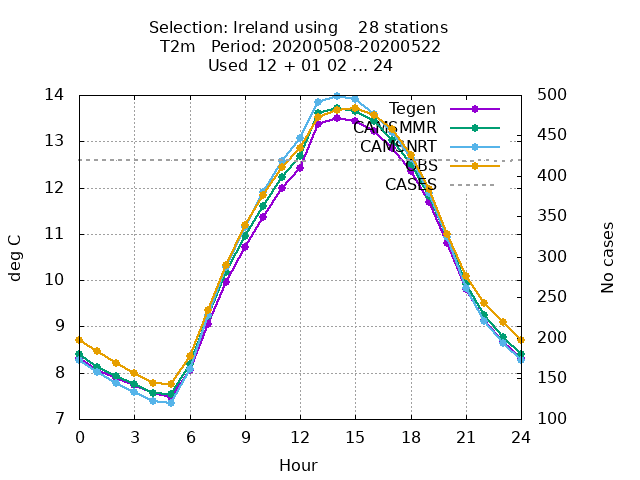 Selection: Ireland using    28 stations
T2m   Period: 20200508-20200522
Used  12 + 01 02 ... 24
14
13
12
11
10
9
8
7
500
450
400
350
300
250
200
150
100
Tegen
CAMSMMR
CAMSNRT
OBS
CASES
deg C
No cases
0 3 6 9 12 15 18 21 24
Hour